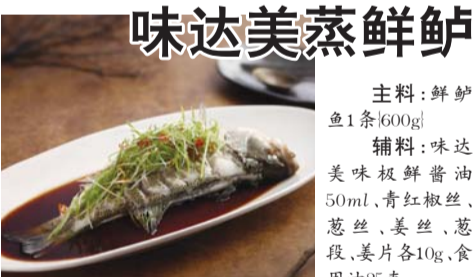 味达美蒸鲜鲈
主料:鲜鲈
鱼1条{600g}
辅料:味达
美味极鲜酱油
50ml、青红椒丝、
葱丝、姜丝、葱
段、姜片各10g、食